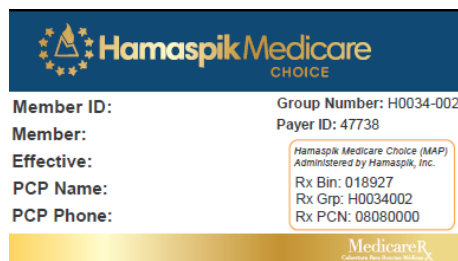 Hamaspik Medicare
CHOICE
Member ID:
Member:
Effective:
PCP Name:
PCP Phone:
Group Number: H0034-002
Payer ID: 47738
Hamaspik Medicare Choice (MAP)
Administered by Hamaspik, Inc.
Rx Bin: 018927
Rx Grp: H0034002
Rx PCN: 08080000
MedicareRx